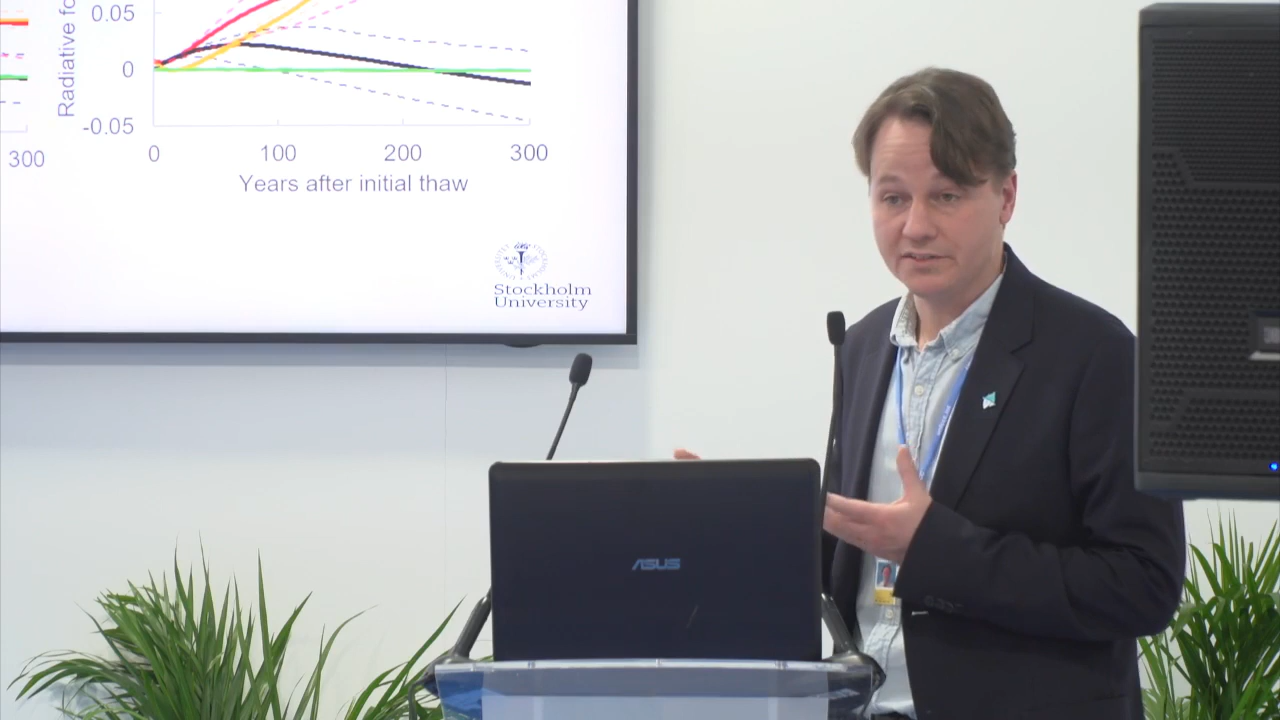 0.05
0
-0.05
Radiative fo
300
0
100
200
300
Years after initial thaw
Stockholm
University
ASUS